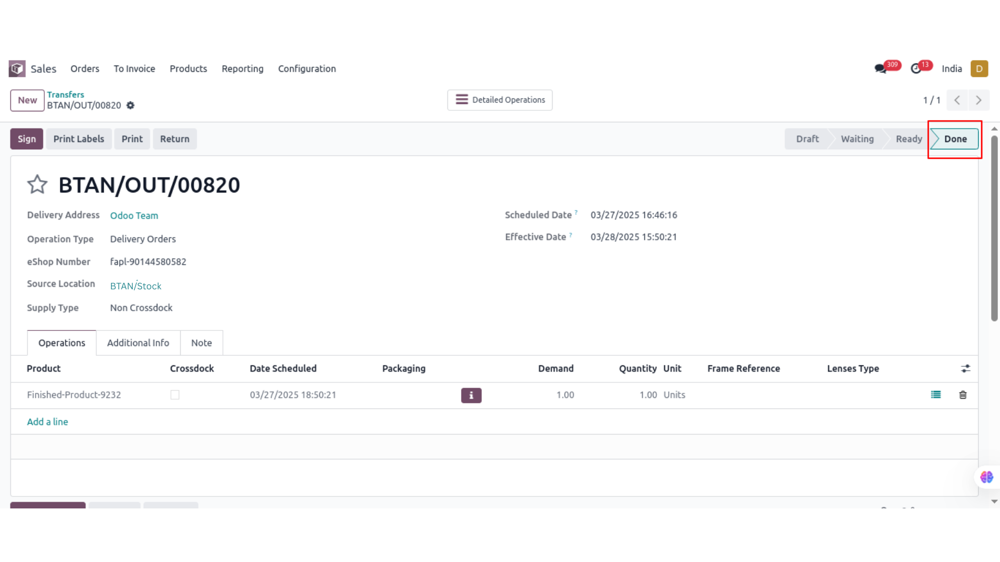 Sales Orders To Invoice Products Reporting Configuration 309 13 India D
New Transfers
BTAN/OUT/00820
Detailed Operations 1 / 1
Sign Print Labels Print Return Draft Waiting Ready Done
BTAN/OUT/00820
Delivery Address Odoo Team Scheduled Date ? 03/27/2025 16:46:16
Operation Type Delivery Orders Effective Date ? 03/28/2025 15:50:21
eShop Number fapl-90144580582
Source Location BTAN/Stock
Supply Type Non Crossdock
Operations Additional Info Note
Product Crossdock Date Scheduled Packaging Demand Quantity Unit Frame Reference Lenses Type
Finished-Product-9232 03/27/2025 18:50:21 1.00 1.00 Units
Add a line